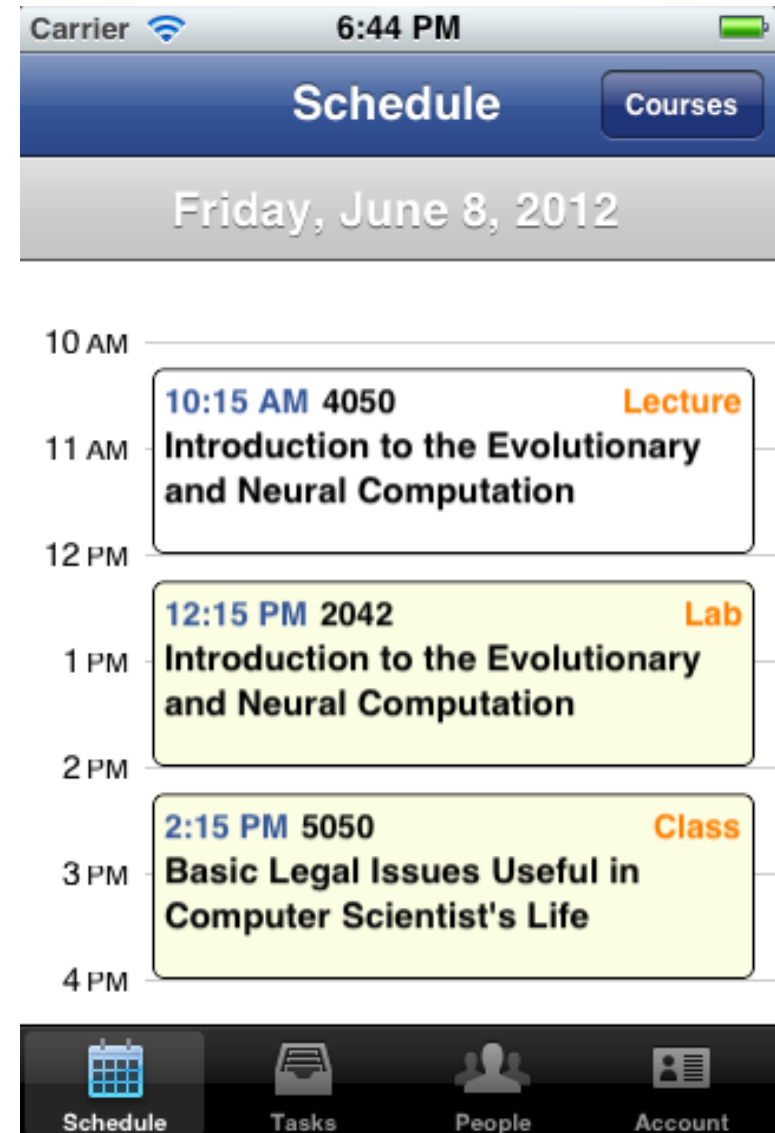 Carrier 6:44 PM
Schedule Courses
Friday, June 8, 2012
10 AM
10:15 AM 4050 Lecture
11 AM Introduction to the Evolutionary
and Neural Computation
12 PM
12:15 PM 2042 Lab
1 PM Introduction to the Evolutionary
and Neural Computation
2 PM
2:15 PM 5050 Class
3 PM Basic Legal Issues Useful in
Computer Scientist's Life
4 PM
Schedule Tasks People Account